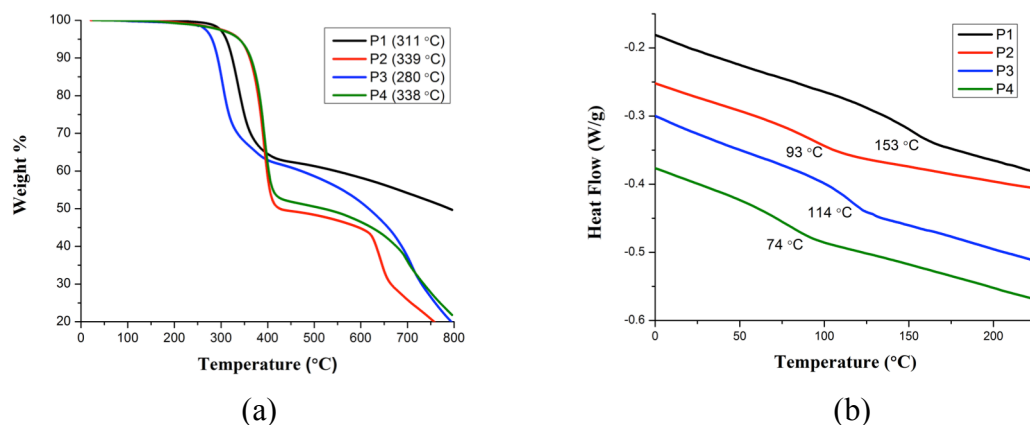 100
90
80
70
60
50
40
30
20
Weight %
P1 (311 °C)
P2 (339 °C)
P3 (280 °C)
P4 (338 °C)
0 100 200 300 400 500 600 700 800
Temperature (°C)
(a)
-0.2
-0.3
-0.4
-0.5
-0.6
Heat Flow (W/g)
P1
P2
P3
P4
153 °C
93 °C
114 °C
74 °C
0 50 100 150 200
Temperature (°C)
(b)